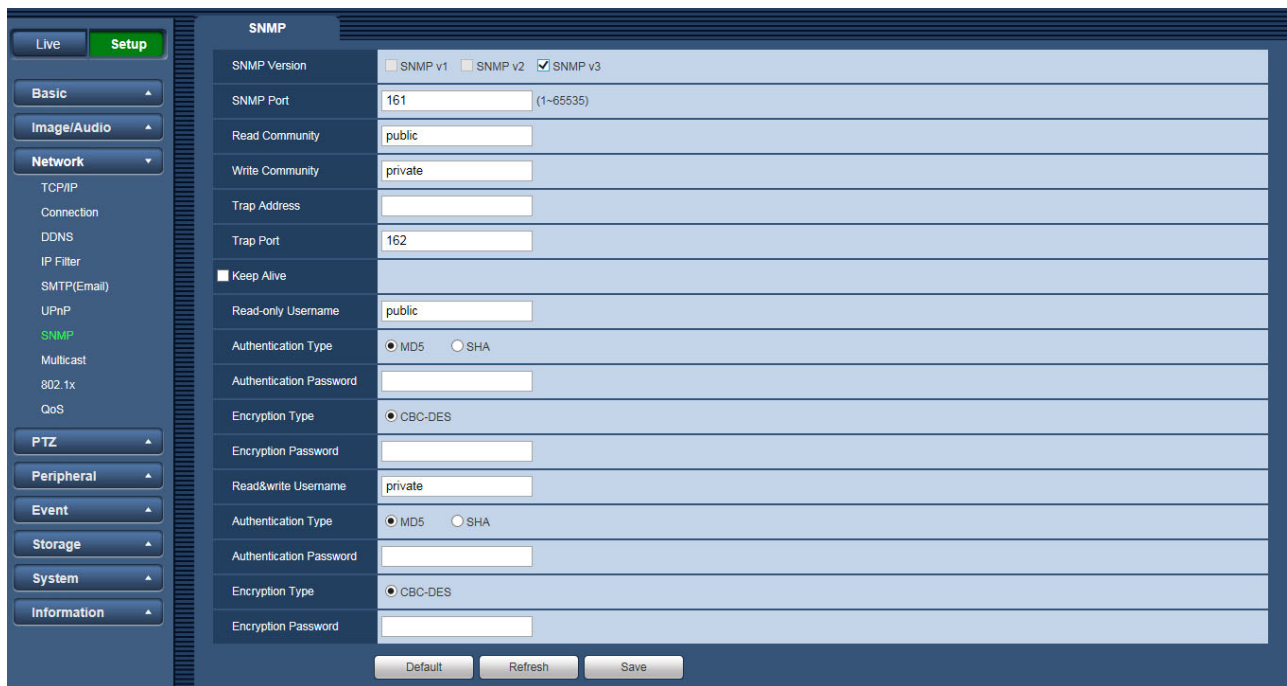 Live Setup
Basic
Image/Audio
Network
TCP/IP
Connection
DDNS
IP Filter
SMTP(Email)
UPnP
SNMP
Multicast
802.1x
QoS
PTZ
Peripheral
Event
Storage
System
Information
SNMP
SNMP Version SNMP v1 SNMP v2 SNMP v3
SNMP Port 161 (1~65535)
Read Community public
Write Community private
Trap Address
Trap Port 162
Keep Alive
Read-only Username public
Authentication Type MD5 SHA
Authentication Password
Encryption Type CBC-DES
Encryption Password
Read&write Username private
Authentication Type MD5 SHA
Authentication Password
Encryption Type CBC-DES
Encryption Password
Default Refresh Save